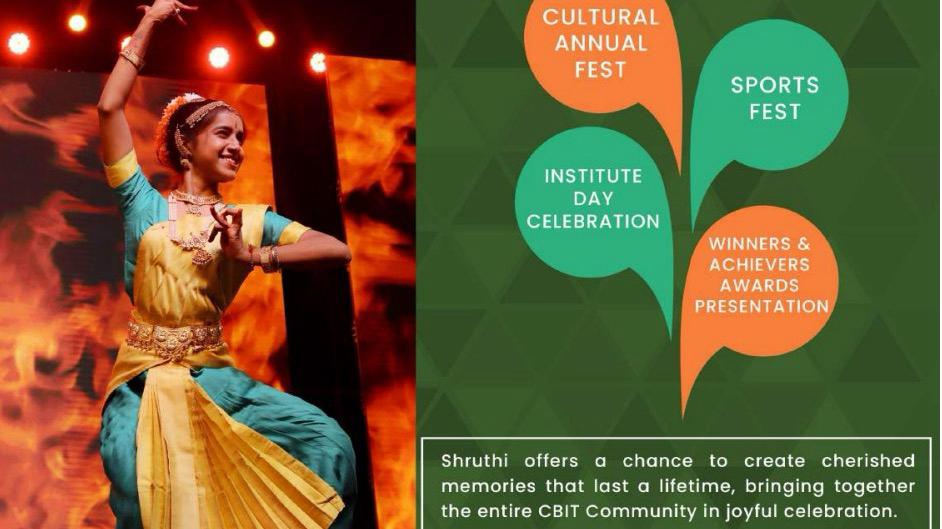 CULTURAL
ANNUAL
FEST
SPORTS
FEST
INSTITUTE
DAY
CELEBRATION
WINNERS &
ACHIEVERS
AWARDS
PRESENTATION
Shruthi offers a chance to create cherished
memories that last a lifetime, bringing together
the entire CBIT Community in joyful celebration.